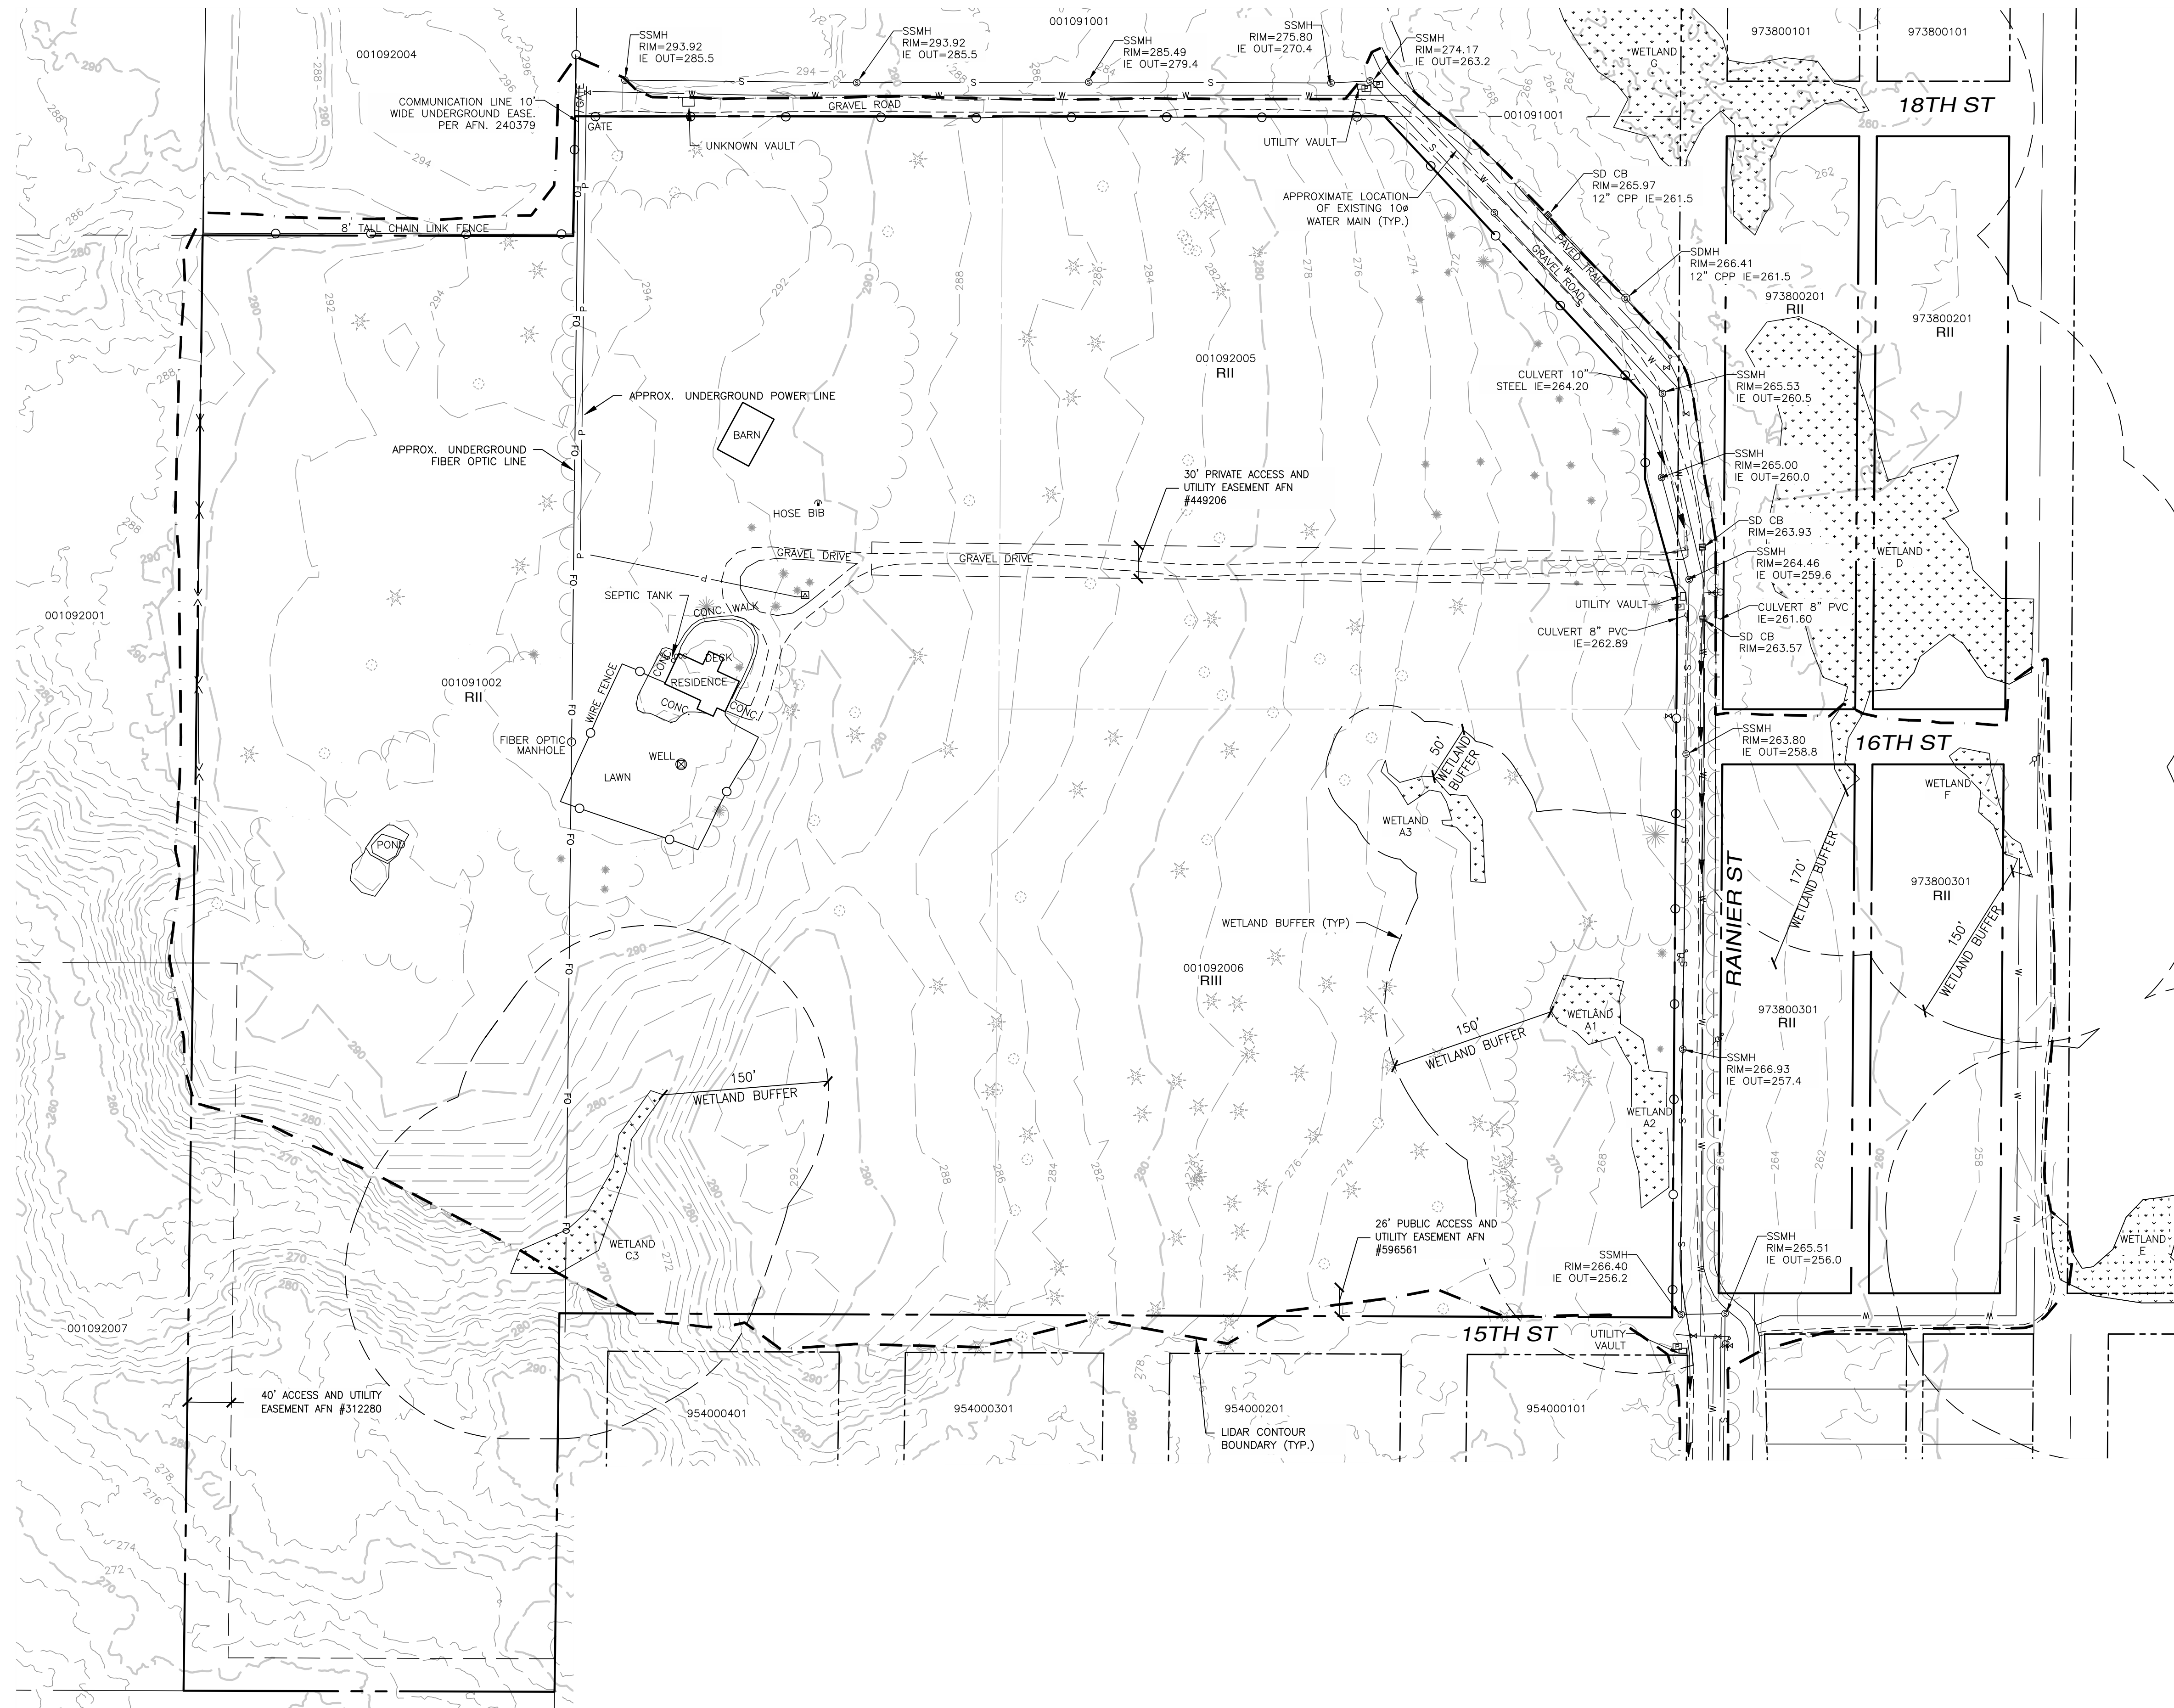 001092004
SSMH
RIM=293.92
IE OUT=285.5
SSMH
RIM=293.92
IE OUT=285.5
001091001
SSMH
RIM=285.49
IE OUT=279.4
SSMH
RIM=275.80
IE OUT=270.4
SSMH
RIM=274.17
IE OUT=263.2
WETLAND
G
973800101
973800101
18TH ST
COMMUNICATION LINE 10'
WIDE UNDERGROUND EASE.
PER AFN. 240379
GATE
GATE
GRAVEL ROAD
UNKNOWN VAULT
UTILITY VAULT
001091001
APPROXIMATE LOCATION
OF EXISTING 10ø
WATER MAIN (TYP.)
SD CB
RIM=265.97
12" CPP IE=261.5
PAVED TRAIL
GRAVEL ROAD
SDMH
RIM=266.41
12" CPP IE=261.5
8' TALL CHAIN LINK FENCE
973800201
RII
973800201
RII
001092005
RII
CULVERT 10"
STEEL IE=264.20
SSMH
RIM=265.53
IE OUT=260.5
APPROX. UNDERGROUND POWER LINE
BARN
APPROX. UNDERGROUND
FIBER OPTIC LINE
HOSE BIB
30' PRIVATE ACCESS AND
UTILITY EASEMENT AFN
#449206
SSMH
RIM=265.00
IE OUT=260.0
SD CB
RIM=263.93
SSMH
RIM=264.46
IE OUT=259.6
WETLAND
D
GRAVEL DRIVE
GRAVEL DRIVE
SEPTIC TANK
CONC. WALK
UTILITY VAULT
CULVERT 8" PVC
IE=261.60
CULVERT 8" PVC
IE=262.89
SD CB
RIM=263.57
001092001
001091002
RII
CONC.
DECK
RESIDENCE
CONC.
CONC.
WIRE FENCE
FIBER OPTIC
MANHOLE
WELL
LAWN
POND
50'
WETLAND
BUFFER
WETLAND
A3
SSMH
RIM=263.80
IE OUT=258.8
16TH ST
WETLAND
F
170'
WETLAND BUFFER
973800301
RII
150'
WETLAND BUFFER
RAINIER ST
WETLAND BUFFER (TYP)
001092006
RIII
WETLAND
A1
150'
WETLAND BUFFER
973800301
RII
SSMH
RIM=266.93
IE OUT=257.4
WETLAND
A2
150'
WETLAND BUFFER
WETLAND
C3
26' PUBLIC ACCESS AND
UTILITY EASEMENT AFN
#596561
SSMH
RIM=266.40
IE OUT=256.2
SSMH
RIM=265.51
IE OUT=256.0
WETLAND
E
001092007
15TH ST
UTILITY
VAULT
40' ACCESS AND UTILITY
EASEMENT AFN #312280
954000401
954000301
954000201
954000101
LIDAR CONTOUR
BOUNDARY (TYP.)